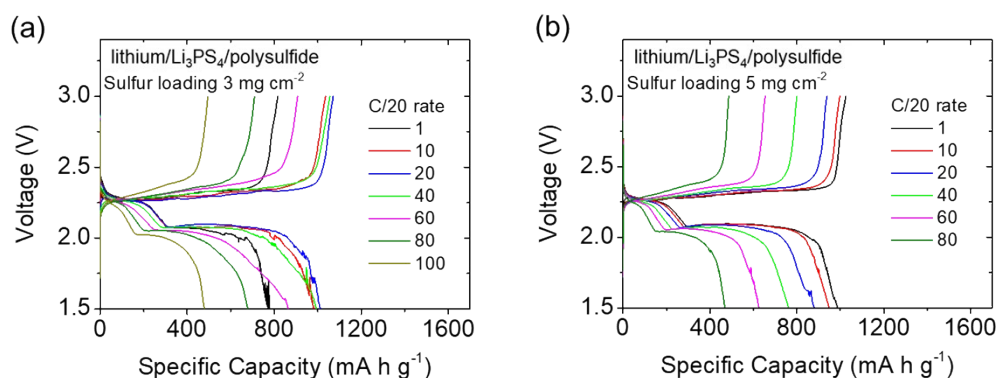 (a)
lithium/Li₃PS₄/polysulfide
Sulfur loading 3 mg cm⁻²
C/20 rate
1
10
20
40
60
80
100
3.0
2.5
2.0
1.5
Voltage (V)
0 400 800 1200 1600
Specific Capacity (mA h g⁻¹)
(b)
lithium/Li₃PS₄/polysulfide
Sulfur loading 5 mg cm⁻²
C/20 rate
1
10
20
40
60
80
3.0
2.5
2.0
1.5
Voltage (V)
0 400 800 1200 1600
Specific Capacity (mA h g⁻¹)